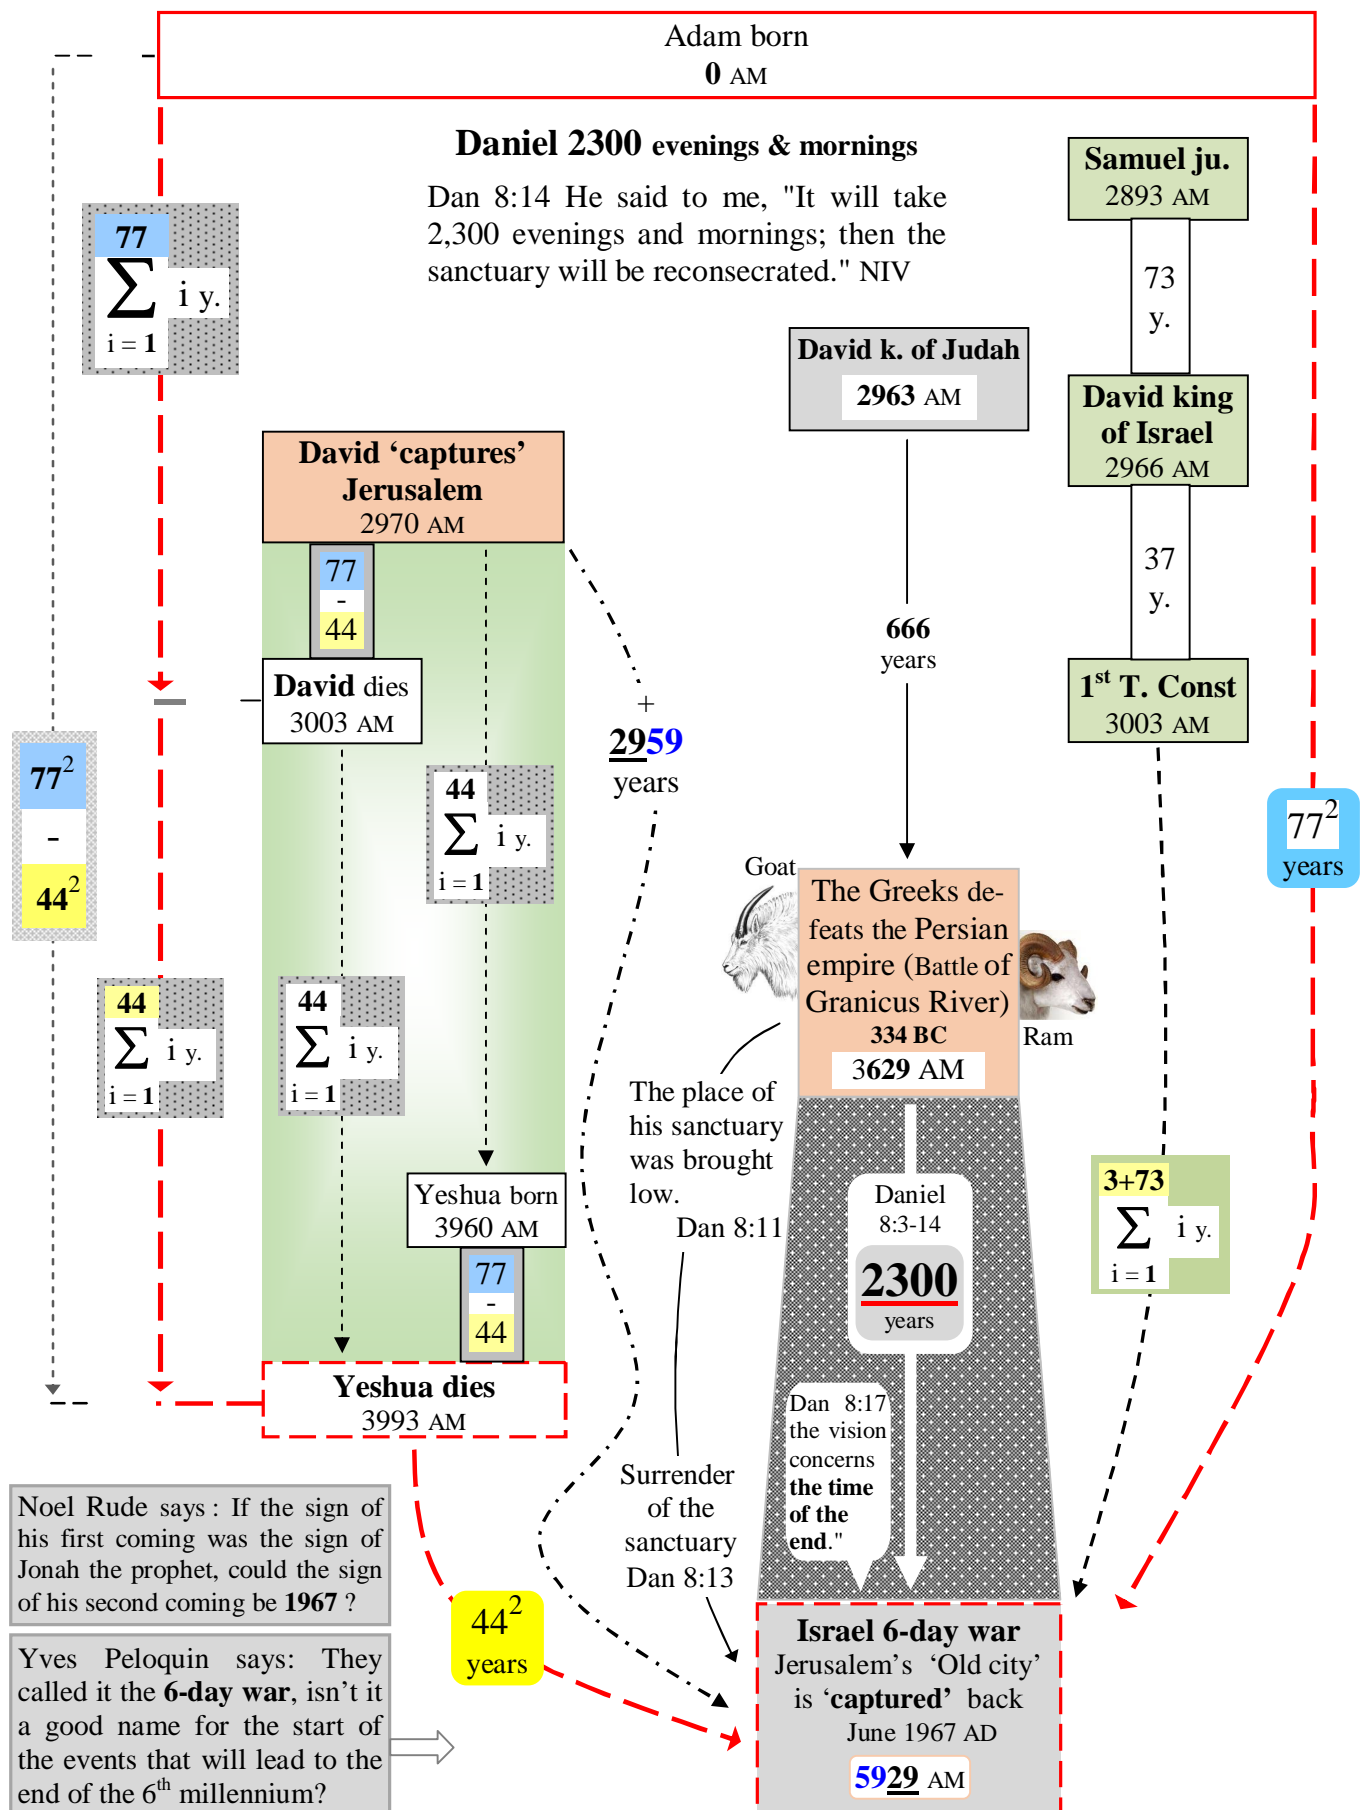 Adam born
0 AM
Daniel 2300 evenings & mornings
Dan 8:14 He said to me, "It will take
2,300 evenings and mornings; then the
sanctuary will be reconsecrated." NIV
Samuel ju.
2893 AM
73
y.
David king
of Israel
2966 AM
37
y.
1st T. Const
3003 AM
3+73
∑ i y.
i = 1
77²
years
77
∑ i y.
i = 1
David k. of Judah
2963 AM
666
years
David ‘captures’
Jerusalem
2970 AM
77
-
44
David dies
3003 AM
+
2959
years
77²
-
44²
44
∑ i y.
i = 1
44
∑ i y.
i = 1
44
∑ i y.
i = 1
Goat
The Greeks de-
feats the Persian
empire (Battle of
Granicus River)
334 BC
3629 AM
Ram
The place of
his sanctuary
was brought
low.
Dan 8:11
Yeshua born
3960 AM
77
-
44
Daniel
8:3-14
2300
years
Yeshua dies
3993 AM
Dan 8:17
the vision
concerns
the time
of the
end."
Surrender
of the
sanctuary
Dan 8:13
Noel Rude says : If the sign of
his first coming was the sign of
Jonah the prophet, could the sign
of his second coming be 1967 ?
44²
years
Yves Peloquin says: They
called it the 6-day war, isn’t it
a good name for the start of
the events that will lead to the
end of the 6th millennium?
Israel 6-day war
Jerusalem’s ‘Old city’
is ‘captured’ back
June 1967 AD
5929 AM